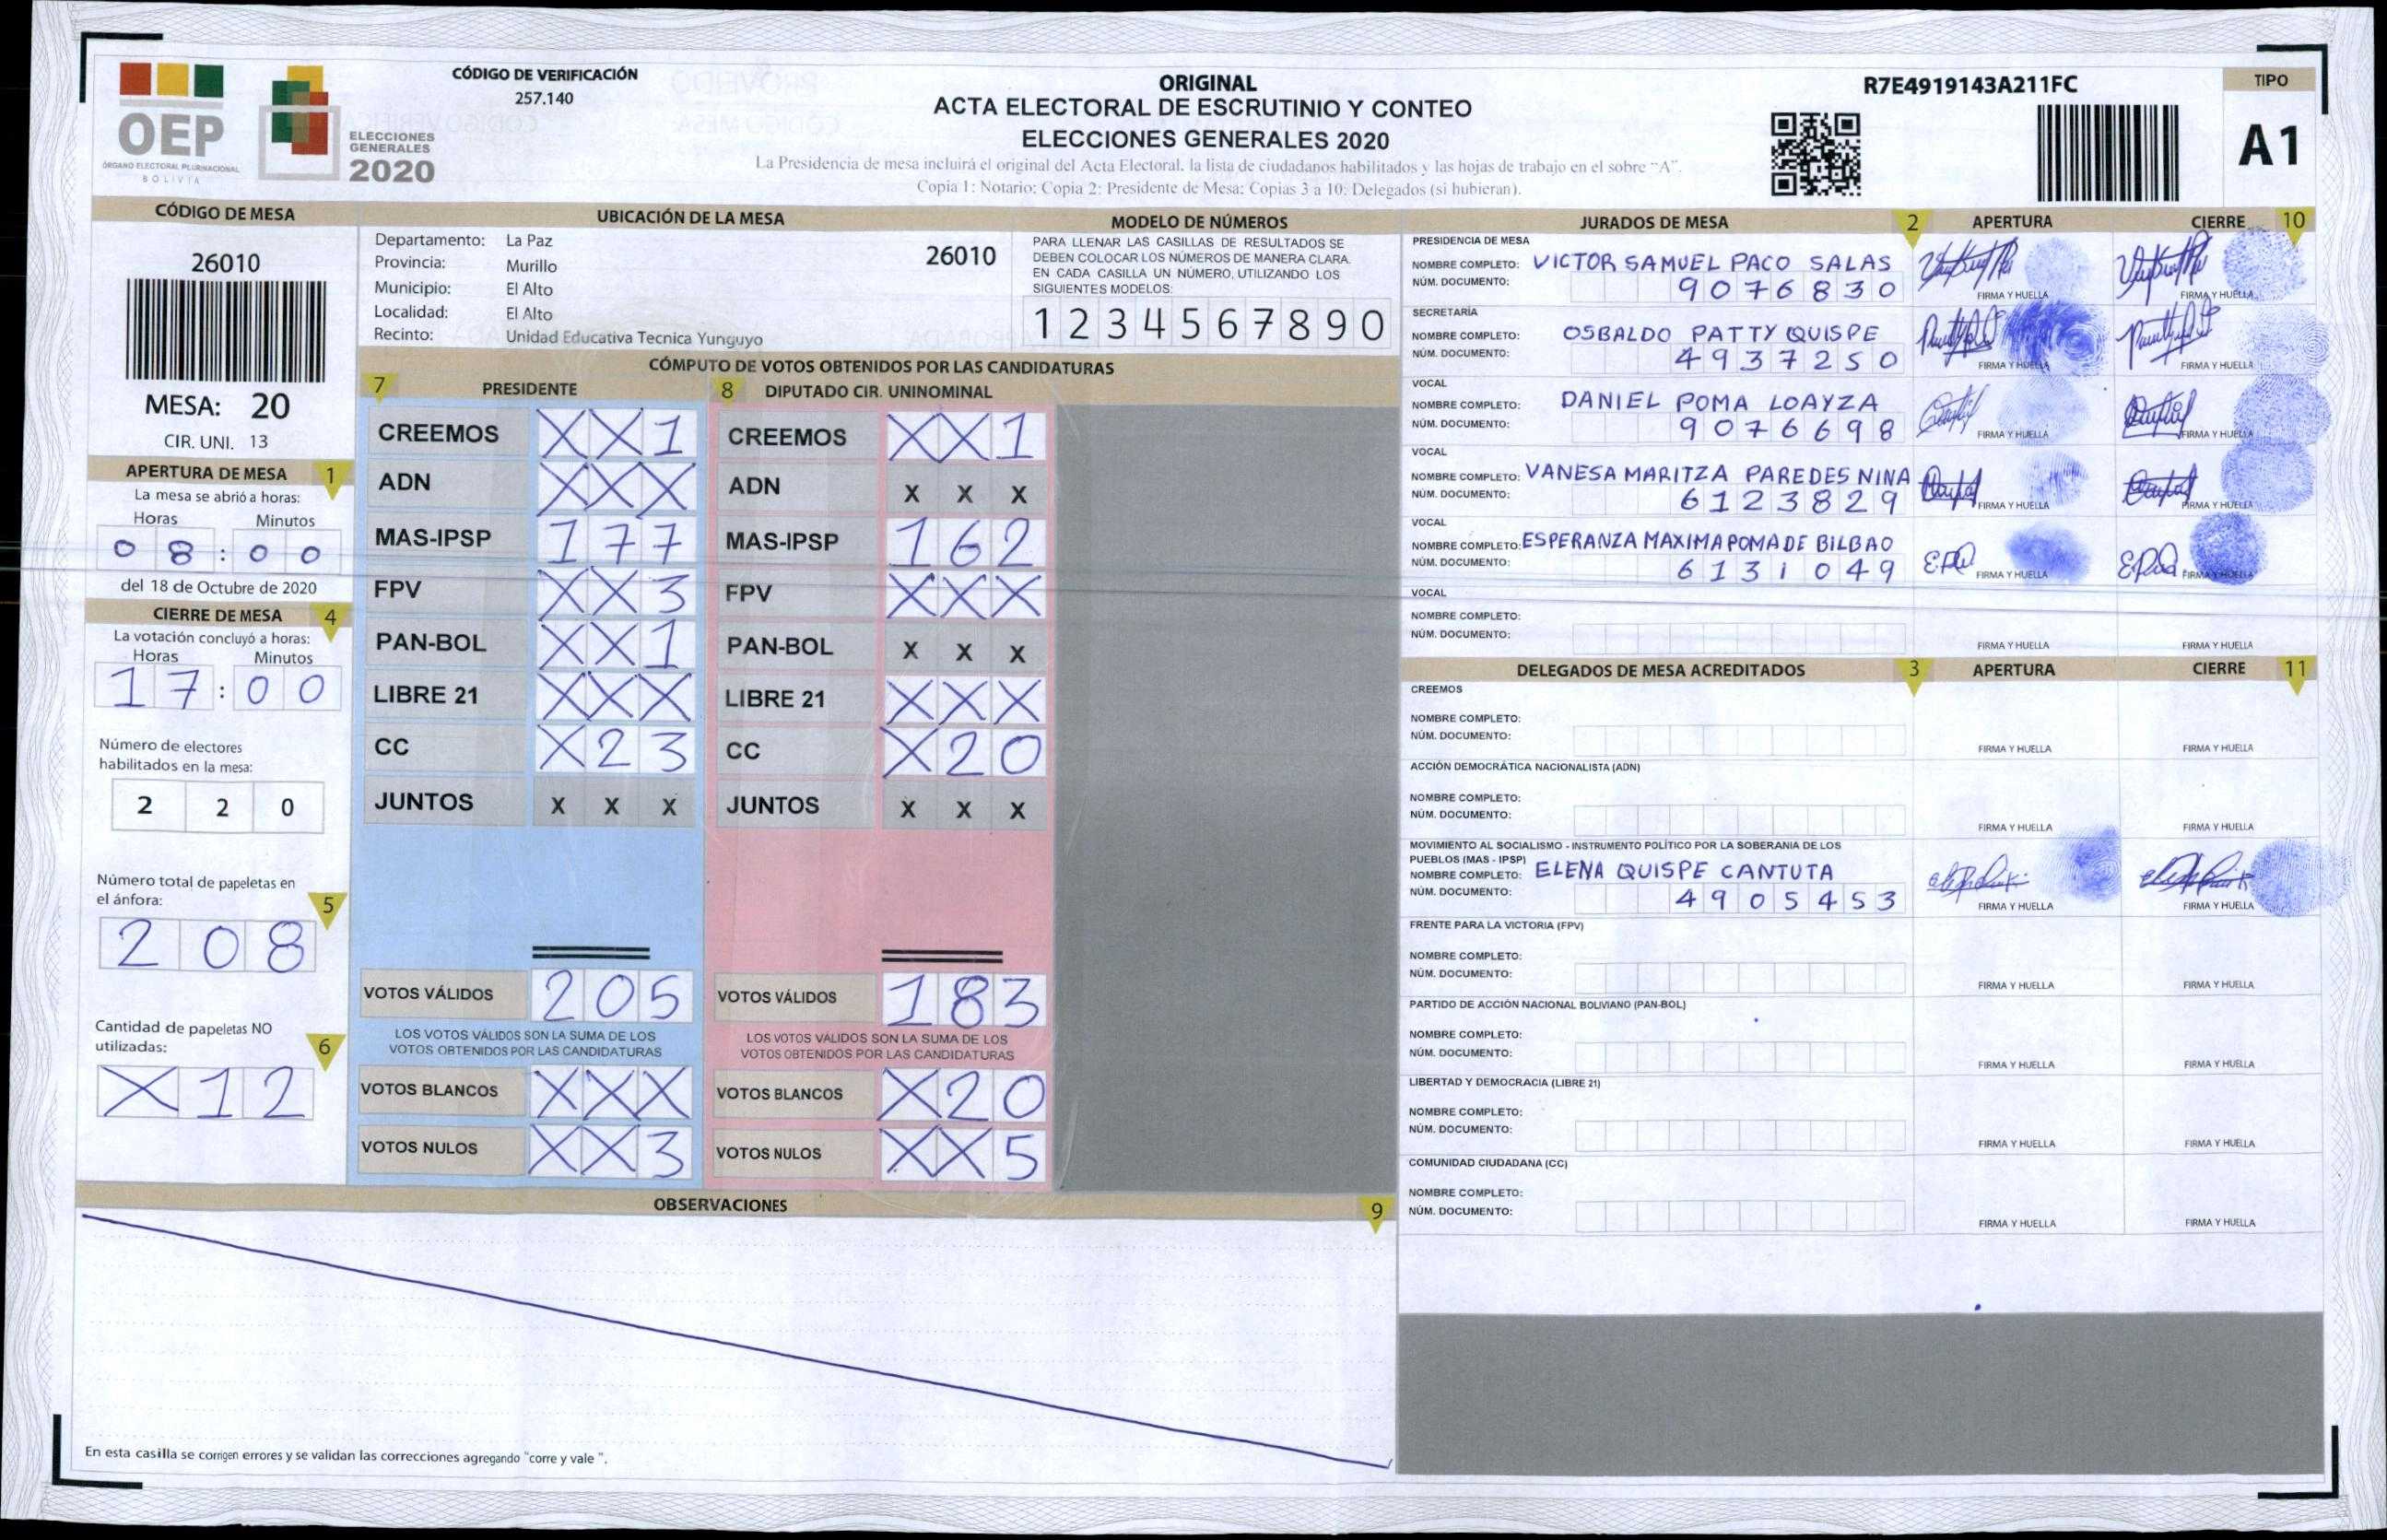 OEP
ÓRGANO ELECTORAL PLURINACIONAL
BOLIVIA
ELECCIONES
GENERALES
2020
CÓDIGO DE VERIFICACIÓN
257.140
ORIGINAL
ACTA ELECTORAL DE ESCRUTINIO Y CONTEO
ELECCIONES GENERALES 2020
La Presidencia de mesa incluirá el original del Acta Electoral, la lista de ciudadanos habilitados y las hojas de trabajo en el sobre "A".
Copia 1: Notario; Copia 2: Presidente de Mesa; Copias 3 a 10: Delegados (si hubieran).
R7E4919143A211FC
TIPO
A1
CÓDIGO DE MESA
26010
MESA: 20
CIR. UNI. 13
APERTURA DE MESA 1
La mesa se abrió a horas:
Horas Minutos
08:00
del 18 de Octubre de 2020
CIERRE DE MESA 4
La votación concluyó a horas:
Horas Minutos
17:00
Número de electores
habilitados en la mesa:
2 2 0
Número total de papeletas en
el ánfora: 5
2 0 8
Cantidad de papeletas NO
utilizadas: 6
X 1 2
UBICACIÓN DE LA MESA
Departamento: La Paz
Provincia: Murillo
Municipio: El Alto
Localidad: El Alto
Recinto: Unidad Educativa Tecnica Yunguyo
26010
MODELO DE NÚMEROS
PARA LLENAR LAS CASILLAS DE RESULTADOS SE
DEBEN COLOCAR LOS NÚMEROS DE MANERA CLARA.
EN CADA CASILLA UN NÚMERO, UTILIZANDO LOS
SIGUIENTES MODELOS:
1 2 3 4 5 6 7 8 9 0
CÓMPUTO DE VOTOS OBTENIDOS POR LAS CANDIDATURAS
7 PRESIDENTE
CREEMOS X X 1
ADN X X X
MAS-IPSP 1 7 7
FPV X X 3
PAN-BOL X X 1
LIBRE 21 X X X
CC X 2 3
JUNTOS X X X
VOTOS VÁLIDOS 2 0 5
LOS VOTOS VÁLIDOS SON LA SUMA DE LOS
VOTOS OBTENIDOS POR LAS CANDIDATURAS
VOTOS BLANCOS X X X
VOTOS NULOS X X 3
8 DIPUTADO CIR. UNINOMINAL
CREEMOS X X 1
ADN X X X
MAS-IPSP 1 6 2
FPV X X X
PAN-BOL X X X
LIBRE 21 X X X
CC X 2 0
JUNTOS X X X
VOTOS VÁLIDOS 1 8 3
LOS VOTOS VÁLIDOS SON LA SUMA DE LOS
VOTOS OBTENIDOS POR LAS CANDIDATURAS
VOTOS BLANCOS X 2 0
VOTOS NULOS X X 5
OBSERVACIONES 9
En esta casilla se corrigen errores y se validan las correcciones agregando "corre y vale ".
JURADOS DE MESA 2 APERTURA CIERRE 10
PRESIDENCIA DE MESA
NOMBRE COMPLETO: VICTOR SAMUEL PACO SALAS
NÚM. DOCUMENTO: 9076830
FIRMA Y HUELLA FIRMA Y HUELLA
SECRETARÍA
NOMBRE COMPLETO: OSBALDO PATTY QUISPE
NÚM. DOCUMENTO: 4937250
FIRMA Y HUELLA FIRMA Y HUELLA
VOCAL
NOMBRE COMPLETO: DANIEL POMA LOAYZA
NÚM. DOCUMENTO: 9076698
FIRMA Y HUELLA FIRMA Y HUELLA
VOCAL
NOMBRE COMPLETO: VANESA MARITZA PAREDES NINA
NÚM. DOCUMENTO: 6123829
FIRMA Y HUELLA FIRMA Y HUELLA
VOCAL
NOMBRE COMPLETO: ESPERANZA MAXIMA POMA DE BILBAO
NÚM. DOCUMENTO: 6131049
FIRMA Y HUELLA FIRMA Y HUELLA
VOCAL
NOMBRE COMPLETO:
NÚM. DOCUMENTO:
FIRMA Y HUELLA FIRMA Y HUELLA
DELEGADOS DE MESA ACREDITADOS 3 APERTURA CIERRE 11
CREEMOS
NOMBRE COMPLETO:
NÚM. DOCUMENTO:
FIRMA Y HUELLA FIRMA Y HUELLA
ACCIÓN DEMOCRÁTICA NACIONALISTA (ADN)
NOMBRE COMPLETO:
NÚM. DOCUMENTO:
FIRMA Y HUELLA FIRMA Y HUELLA
MOVIMIENTO AL SOCIALISMO - INSTRUMENTO POLÍTICO POR LA SOBERANIA DE LOS
PUEBLOS (MAS - IPSP)
NOMBRE COMPLETO: ELENA QUISPE CANTUTA
NÚM. DOCUMENTO: 4905453
FIRMA Y HUELLA FIRMA Y HUELLA
FRENTE PARA LA VICTORIA (FPV)
NOMBRE COMPLETO:
NÚM. DOCUMENTO:
FIRMA Y HUELLA FIRMA Y HUELLA
PARTIDO DE ACCIÓN NACIONAL BOLIVIANO (PAN-BOL)
NOMBRE COMPLETO:
NÚM. DOCUMENTO:
FIRMA Y HUELLA FIRMA Y HUELLA
LIBERTAD Y DEMOCRACIA (LIBRE 21)
NOMBRE COMPLETO:
NÚM. DOCUMENTO:
FIRMA Y HUELLA FIRMA Y HUELLA
COMUNIDAD CIUDADANA (CC)
NOMBRE COMPLETO:
NÚM. DOCUMENTO:
FIRMA Y HUELLA FIRMA Y HUELLA